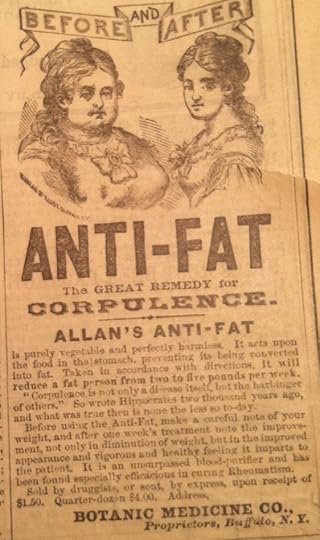 BEFORE AND AFTER
ANTI-FAT
The GREAT REMEDY for
CORPULENCE.
ALLAN'S ANTI-FAT
is purely vegetable and perfectly harmless. It acts upon
the food in the stomach, preventing its being converted
into fat. Taken in accordance with directions, it will
reduce a fat person from two to five pounds per week.
"Corpulence is not only a disease itself, but the harbinger
of others." So wrote Hippocrates two thousand years ago,
and what was true then is none the less so to-day.
Before using the Anti-Fat, make a careful note of your
weight, and after one week's treatment note the improve-
ment, not only in diminution of weight, but in the improved
appearance and vigorous and healthy feeling it imparts to
the patient. It is an unsurpassed blood-purifier and has
been found especially efficacious in curing Rheumatism.
Sold by druggists, or sent, by express, upon receipt of
$1.50. Quarter-dozen $4.00. Address,
BOTANIC MEDICINE CO.,
Proprietors, Buffalo, N. Y.